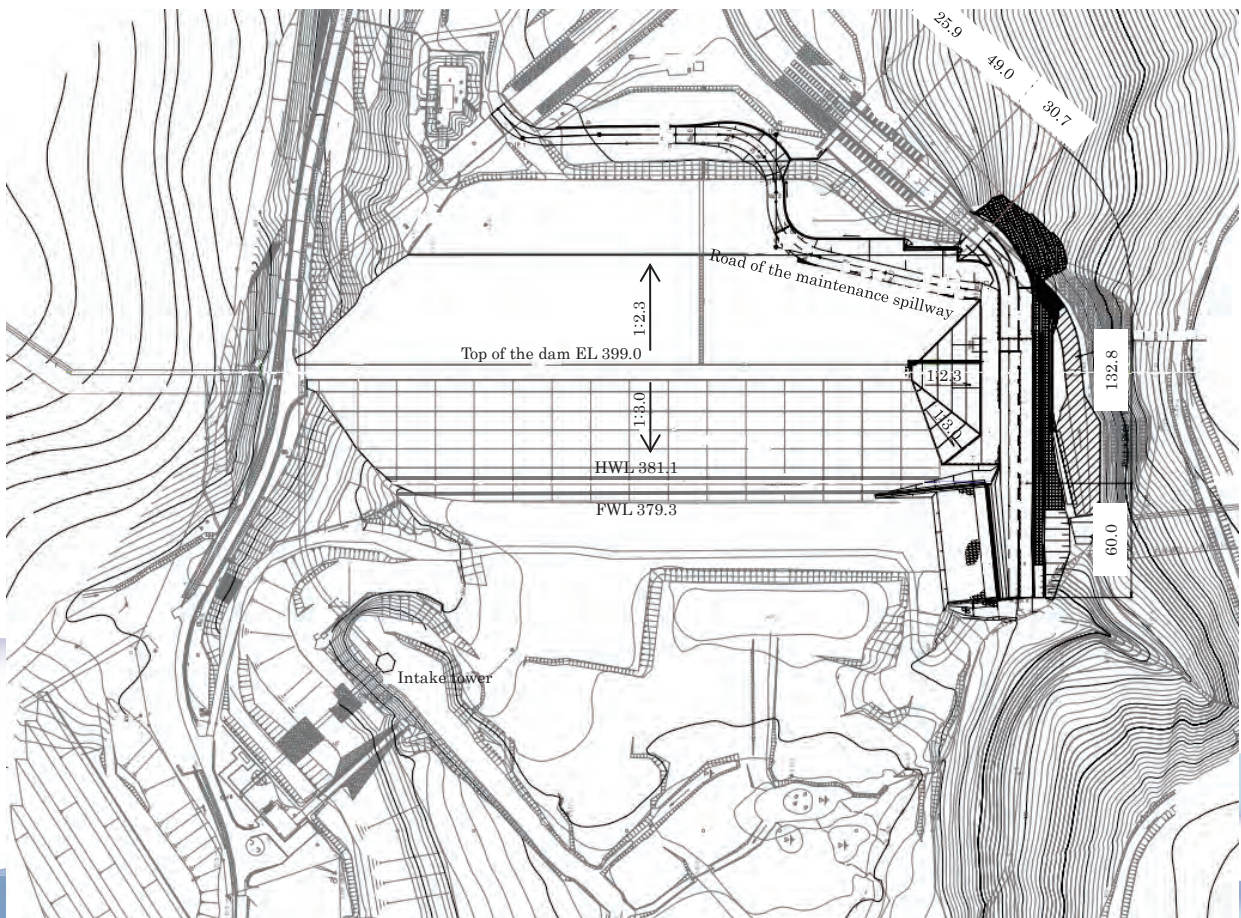 25.9
49.0
30.7
Road of the maintenance spillway
1:2.3
Top of the dam EL 399.0
1:2.3
132.8
1:3.0
1:3.0
HWL 381.1
FWL 379.3
60.0
Intake tower